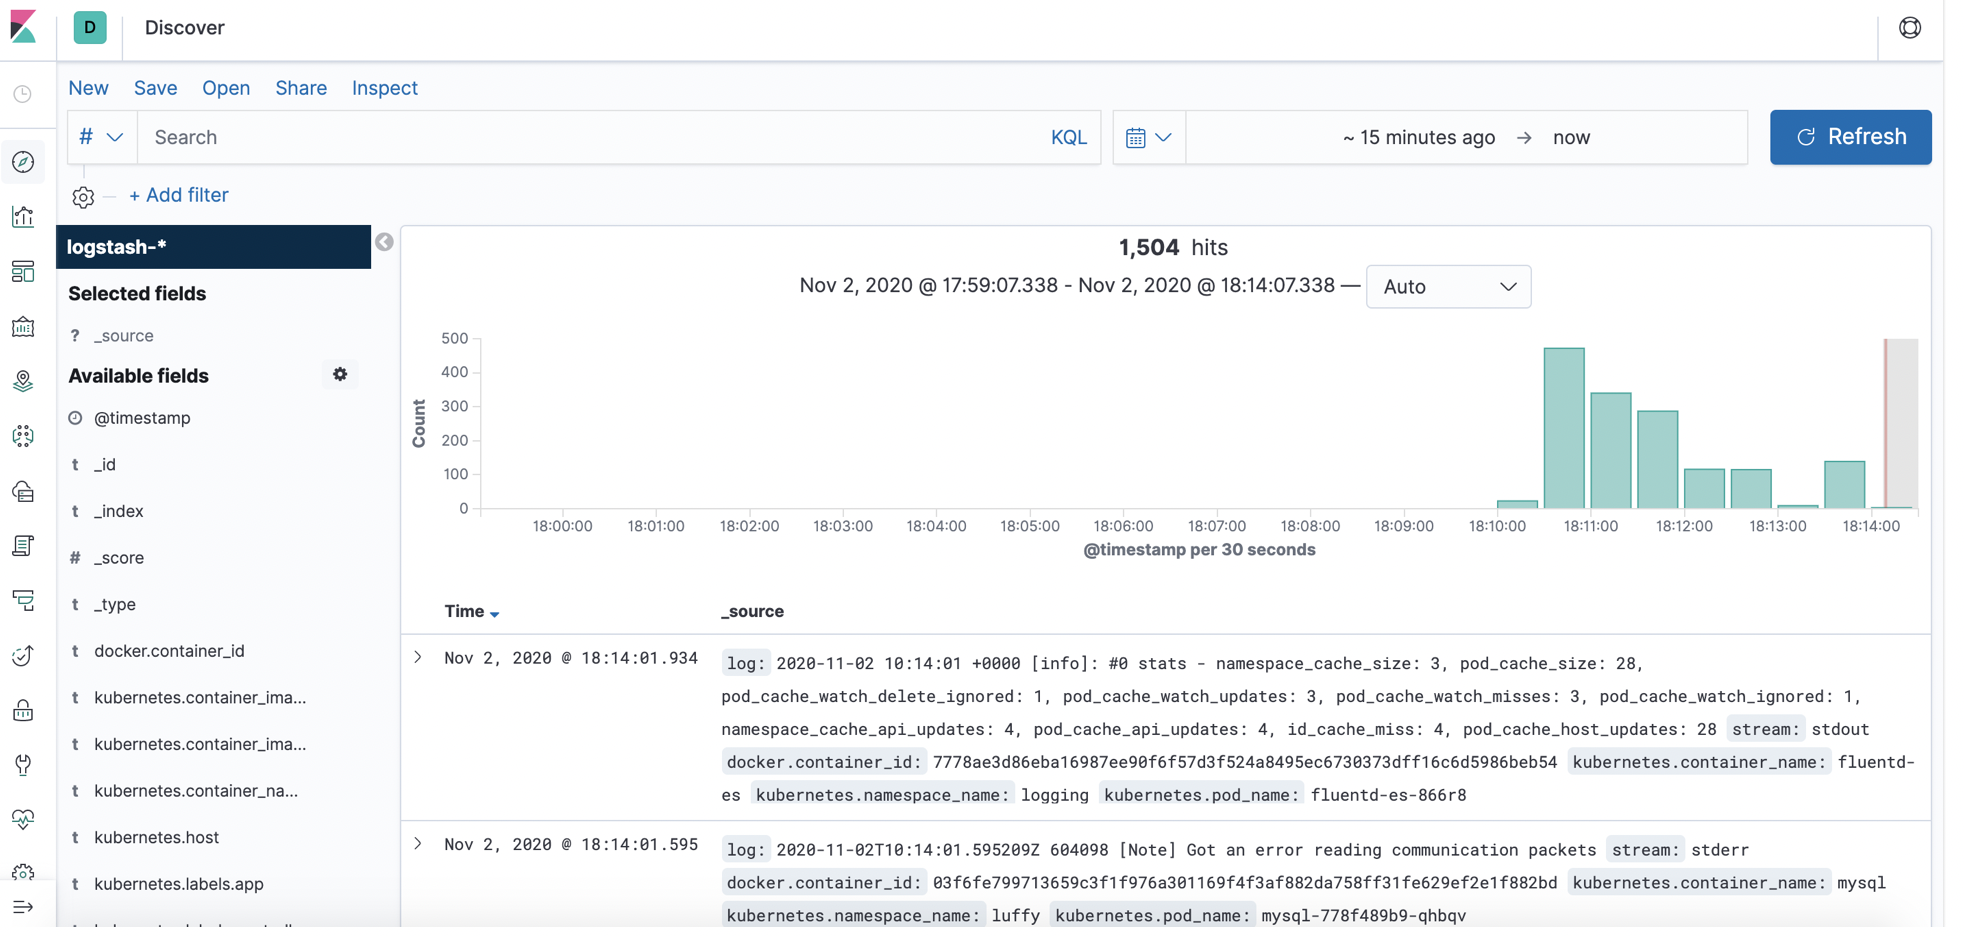 D Discover
New Save Open Share Inspect
# Search KQL ~ 15 minutes ago → now Refresh
+ Add filter
logstash-*
Selected fields
? _source
Available fields
@timestamp
t _id
t _index
# _score
t _type
t docker.container_id
t kubernetes.container_ima...
t kubernetes.container_ima...
t kubernetes.container_na...
t kubernetes.host
t kubernetes.labels.app
1,504 hits
Nov 2, 2020 @ 17:59:07.338 - Nov 2, 2020 @ 18:14:07.338 — Auto
Count
500
400
300
200
100
0
18:00:00 18:01:00 18:02:00 18:03:00 18:04:00 18:05:00 18:06:00 18:07:00 18:08:00 18:09:00 18:10:00 18:11:00 18:12:00 18:13:00 18:14:00
@timestamp per 30 seconds
Time _source
Nov 2, 2020 @ 18:14:01.934 log: 2020-11-02 10:14:01 +0000 [info]: #0 stats - namespace_cache_size: 3, pod_cache_size: 28,
pod_cache_watch_delete_ignored: 1, pod_cache_watch_updates: 3, pod_cache_watch_misses: 3, pod_cache_watch_ignored: 1,
namespace_cache_api_updates: 4, pod_cache_api_updates: 4, id_cache_miss: 4, pod_cache_host_updates: 28 stream: stdout
docker.container_id: 7778ae3d86eba16987ee90f6f57d3f524a8495ec6730373dff16c6d5986beb54 kubernetes.container_name: fluentd-
es kubernetes.namespace_name: logging kubernetes.pod_name: fluentd-es-866r8
Nov 2, 2020 @ 18:14:01.595 log: 2020-11-02T10:14:01.595209Z 604098 [Note] Got an error reading communication packets stream: stderr
docker.container_id: 03f6fe799713659c3f1f976a301169f4f3af882da758ff31fe629ef2e1f882bd kubernetes.container_name: mysql
kubernetes.namespace_name: luffy kubernetes.pod_name: mysql-778f489b9-qhbqv